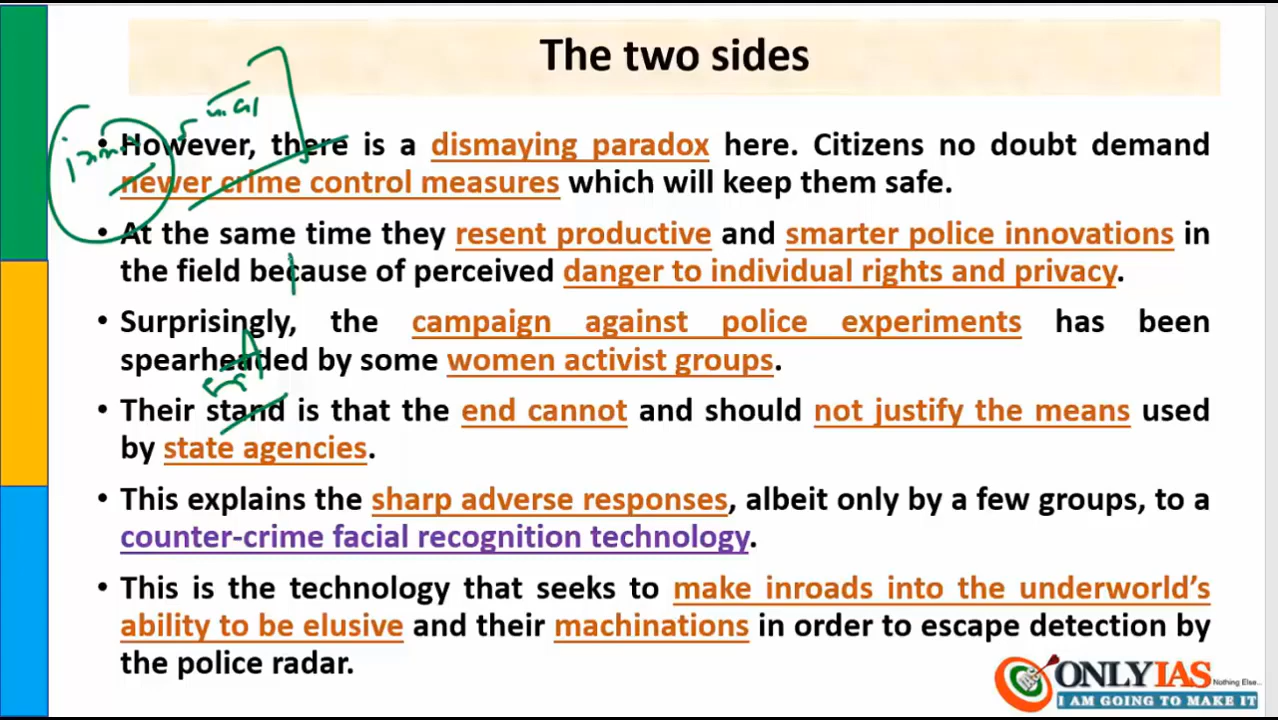 The two sides
• However, there is a dismaying paradox here. Citizens no doubt demand
newer crime control measures which will keep them safe.
• At the same time they resent productive and smarter police innovations in
the field because of perceived danger to individual rights and privacy.
• Surprisingly, the campaign against police experiments has been
spearheaded by some women activist groups.
• Their stand is that the end cannot and should not justify the means used
by state agencies.
• This explains the sharp adverse responses, albeit only by a few groups, to a
counter-crime facial recognition technology.
• This is the technology that seeks to make inroads into the underworld’s
ability to be elusive and their machinations in order to escape detection by
the police radar.
ONLYIAS Nothing Else...
I AM GOING TO MAKE IT